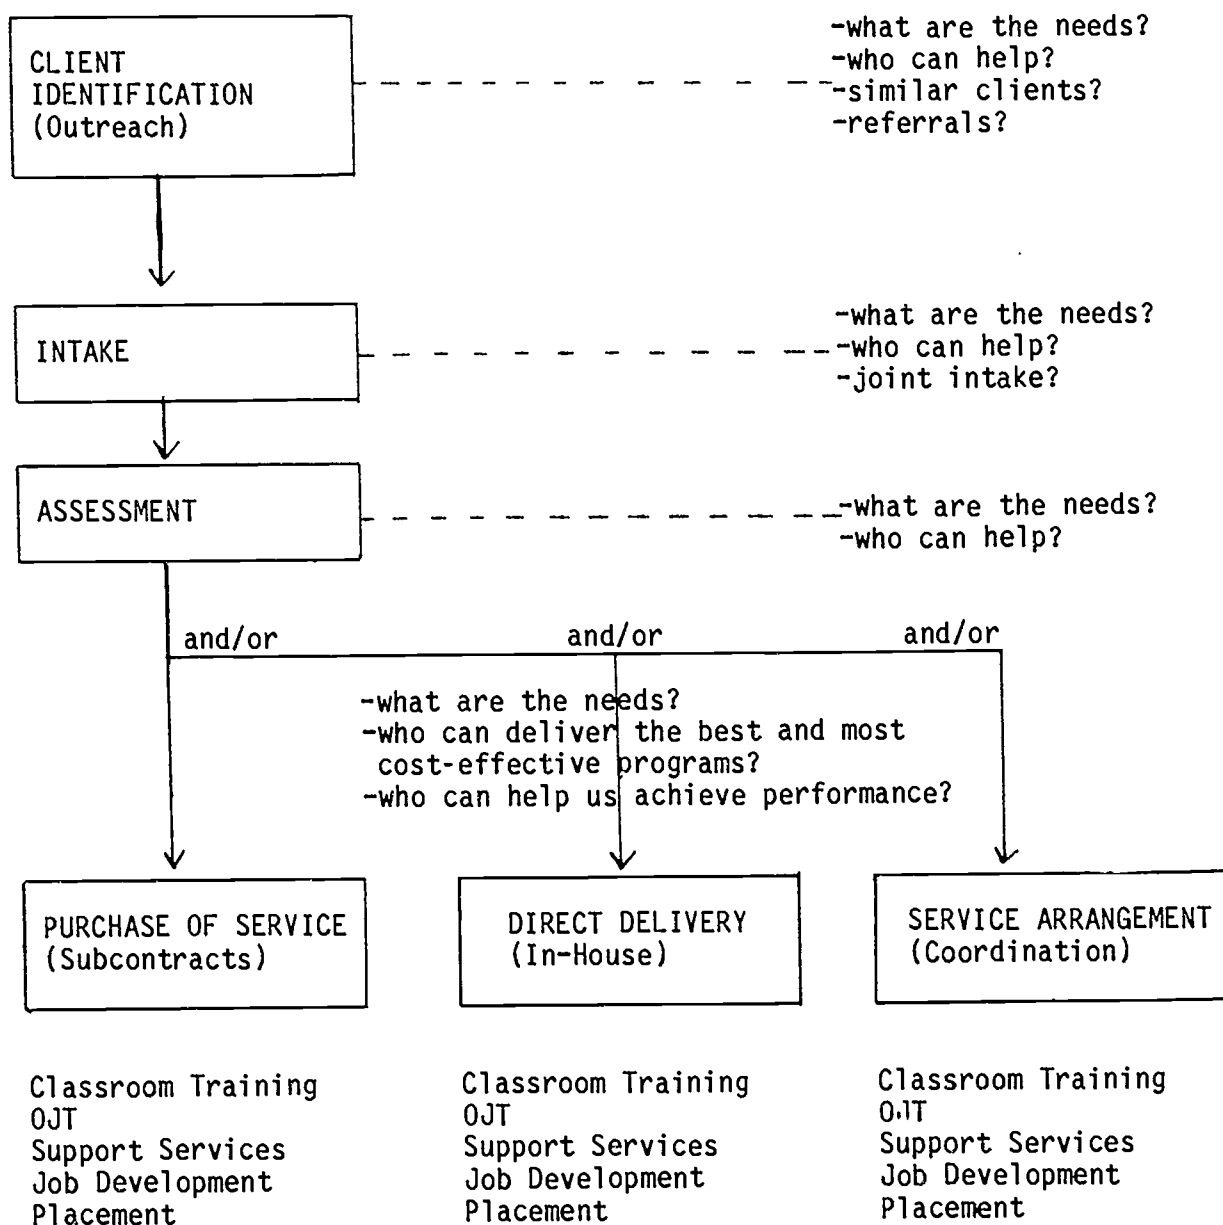 CLIENT
IDENTIFICATION
(Outreach)
-what are the needs?
-who can help?
-similar clients?
-referrals?
INTAKE
-what are the needs?
-who can help?
-joint intake?
ASSESSMENT
-what are the needs?
-who can help?
and/or
and/or
and/or
-what are the needs?
-who can deliver the best and most
cost-effective programs?
-who can help us achieve performance?
PURCHASE OF SERVICE
(Subcontracts)
DIRECT DELIVERY
(In-House)
SERVICE ARRANGEMENT
(Coordination)
Classroom Training
OJT
Support Services
Job Development
Placement
Classroom Training
OJT
Support Services
Job Development
Placement
Classroom Training
OJT
Support Services
Job Development
Placement